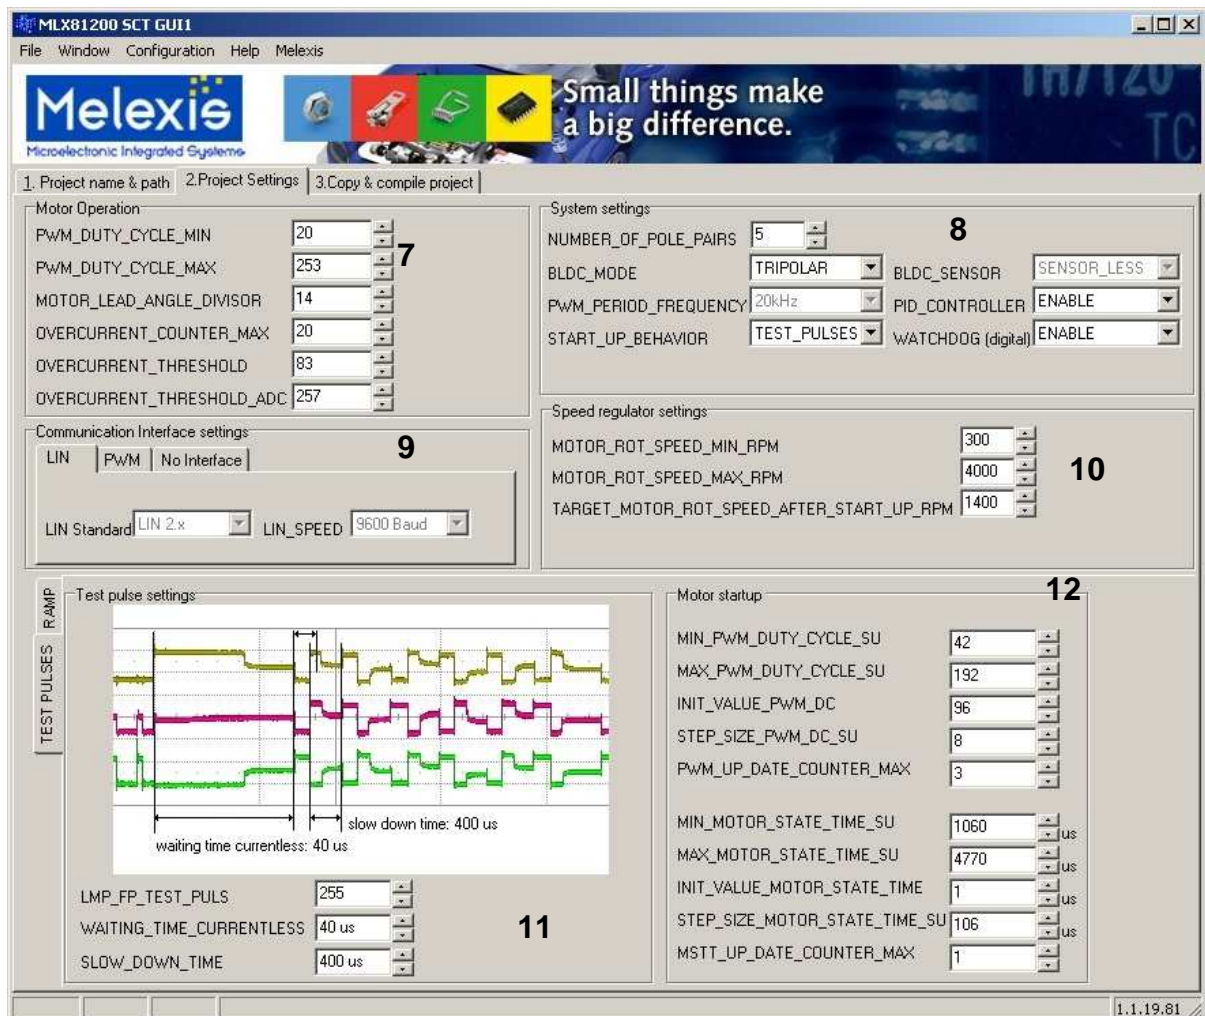 MLX81200 SCT GUI1
File Window Configuration Help Melexis
Melexis
Microelectronic Integrated Systems
Small things make
a big difference.
TH/120
TC
1. Project name & path 2.Project Settings 3.Copy & compile project
Motor Operation
7
PWM_DUTY_CYCLE_MIN 20
PWM_DUTY_CYCLE_MAX 253
MOTOR_LEAD_ANGLE_DIVISOR 14
OVERCURRENT_COUNTER_MAX 20
OVERCURRENT_THRESHOLD 83
OVERCURRENT_THRESHOLD_ADC 257
System settings
8
NUMBER_OF_POLE_PAIRS 5
BLDC_MODE TRIPOLAR BLDC_SENSOR SENSOR_LESS
PWM_PERIOD_FREQUENCY 20kHz PID_CONTROLLER ENABLE
START_UP_BEHAVIOR TEST_PULSES WATCHDOG (digital) ENABLE
Communication Interface settings
9
LIN PWM No Interface
LIN Standard LIN 2.x LIN_SPEED 9600 Baud
Speed regulator settings
10
MOTOR_ROT_SPEED_MIN_RPM 300
MOTOR_ROT_SPEED_MAX_RPM 4000
TARGET_MOTOR_ROT_SPEED_AFTER_START_UP_RPM 1400
RAMP
TEST PULSES
Test pulse settings
slow down time: 400 us
waiting time currentless: 40 us
LMP_FP_TEST_PULS 255
WAITING_TIME_CURRENTLESS 40 us
SLOW_DOWN_TIME 400 us
11
12
Motor startup
MIN_PWM_DUTY_CYCLE_SU 42
MAX_PWM_DUTY_CYCLE_SU 192
INIT_VALUE_PWM_DC 96
STEP_SIZE_PWM_DC_SU 8
PWM_UP_DATE_COUNTER_MAX 3
MIN_MOTOR_STATE_TIME_SU 1060 us
MAX_MOTOR_STATE_TIME_SU 4770 us
INIT_VALUE_MOTOR_STATE_TIME 1 us
STEP_SIZE_MOTOR_STATE_TIME_SU 106 us
MSTT_UP_DATE_COUNTER_MAX 1
1.1.19.81